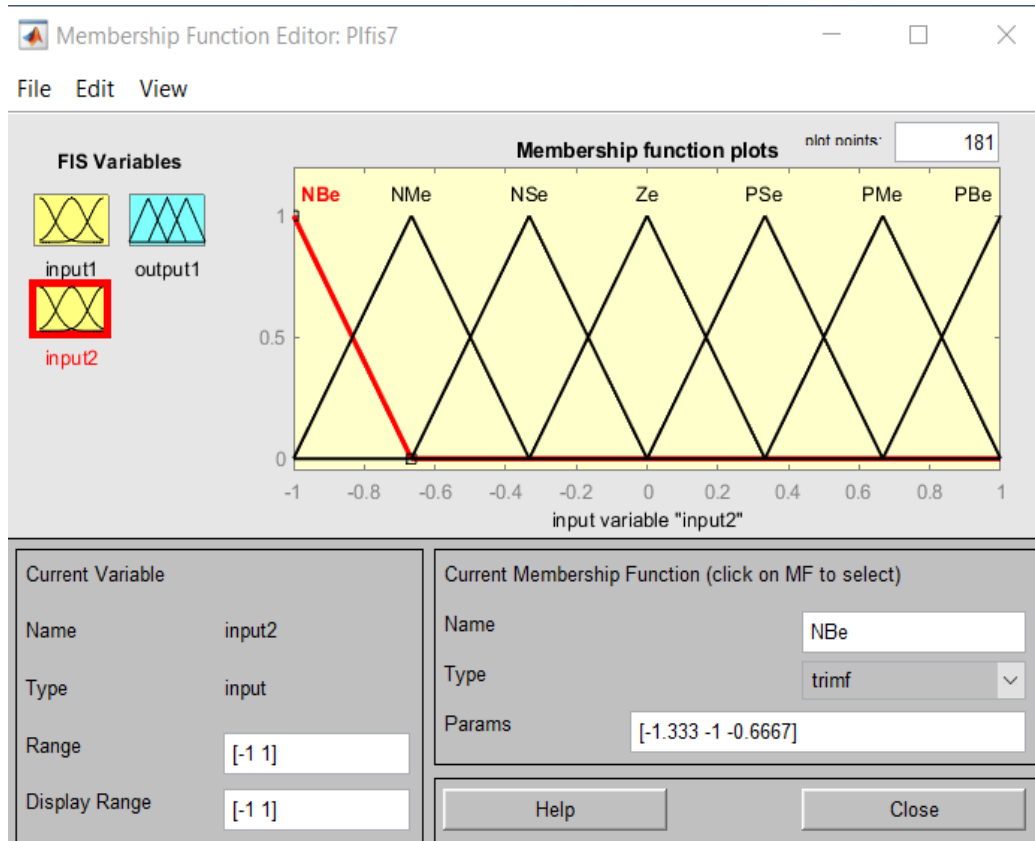 Membership Function Editor: PIfis7
File Edit View
FIS Variables
input1 output1
input2
Membership function plots
plot points: 181
NBe NMe NSe Ze PSe PMe PBe
1
0.5
0
-1 -0.8 -0.6 -0.4 -0.2 0 0.2 0.4 0.6 0.8 1
input variable "input2"
Current Variable
Name input2
Type input
Range [-1 1]
Display Range [-1 1]
Current Membership Function (click on MF to select)
Name NBe
Type trimf
Params [-1.333 -1 -0.6667]
Help Close